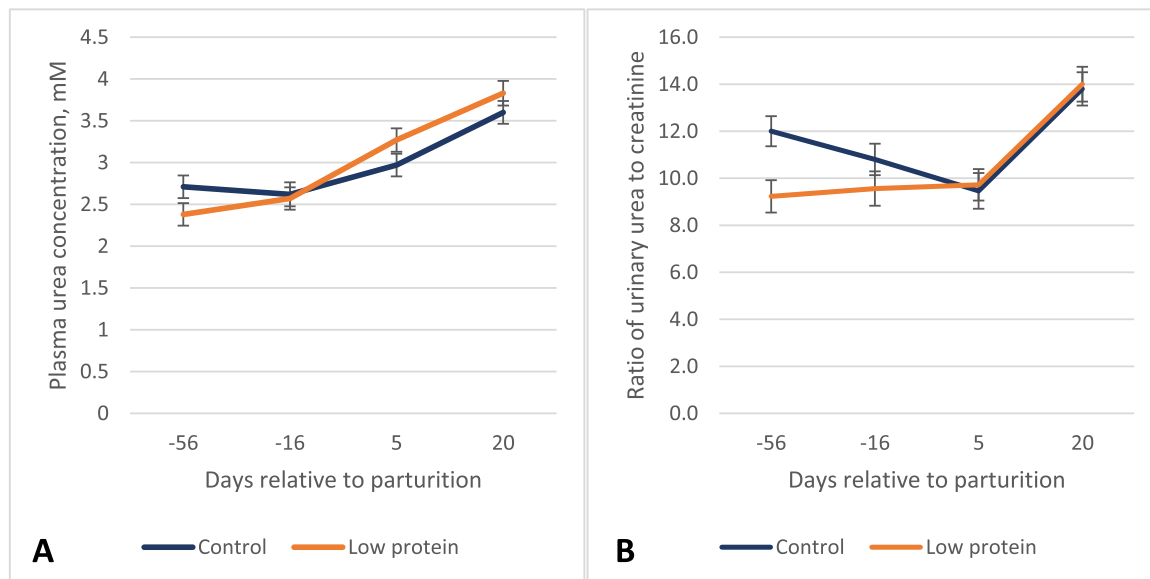 Plasma urea concentration, mM
4.5
4
3.5
3
2.5
2
1.5
1
0.5
0
-56 -16 5 20
Days relative to parturition
A
Control Low protein
Ratio of urinary urea to creatinine
16.0
14.0
12.0
10.0
8.0
6.0
4.0
2.0
0.0
-56 -16 5 20
Days relative to parturition
B
Control Low protein